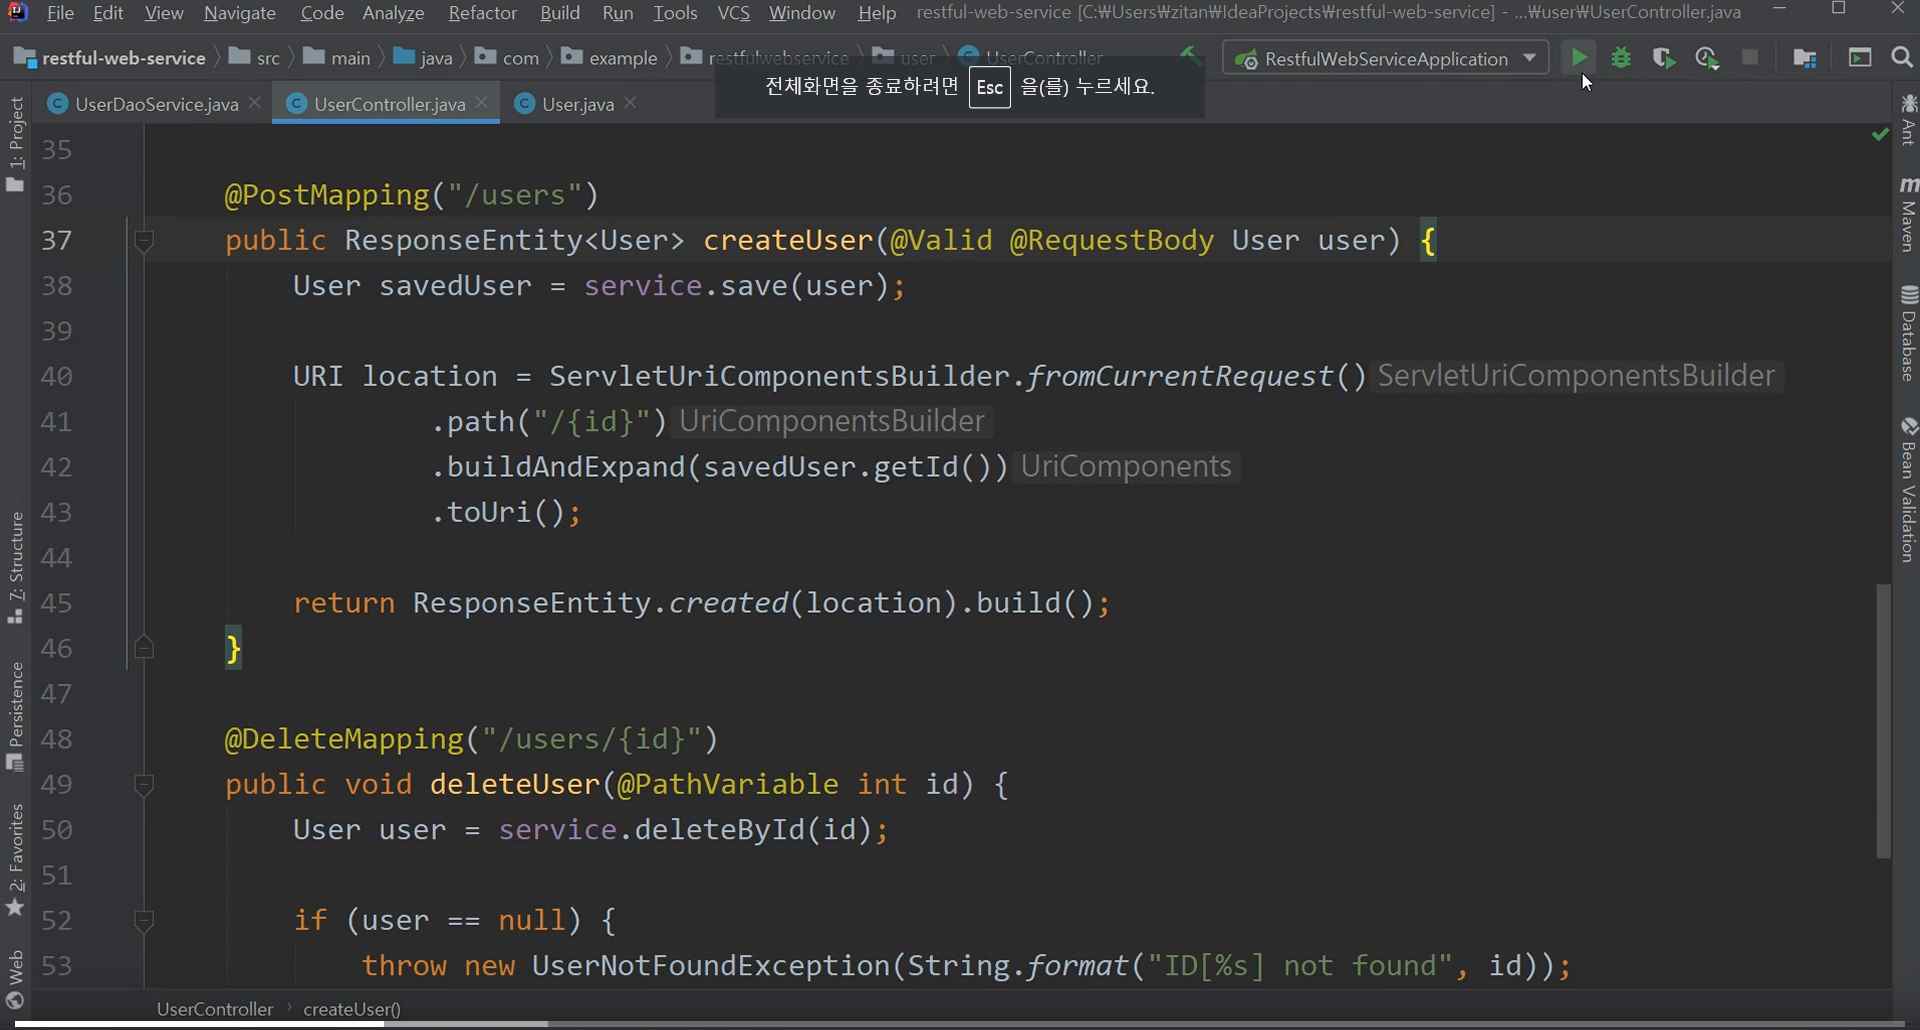 File Edit View Navigate Code Analyze Refactor Build Run Tools VCS Window Help restful-web-service [C:₩Users₩zitan₩IdeaProjects₩restful-web-service] - ...₩user₩UserController.java
restful-web-service src main java com example restfulwebservice user UserController RestfulWebServiceApplication
전체화면을 종료하려면 Esc 을(를) 누르세요.
UserDaoService.java UserController.java User.java
1: Project
7: Structure
Persistence
2: Favorites
Web
35
36 @PostMapping("/users")
37 public ResponseEntity<User> createUser(@Valid @RequestBody User user) {
38 User savedUser = service.save(user);
39
40 URI location = ServletUriComponentsBuilder.fromCurrentRequest() ServletUriComponentsBuilder
41 .path("/{id}") UriComponentsBuilder
42 .buildAndExpand(savedUser.getId()) UriComponents
43 .toUri();
44
45 return ResponseEntity.created(location).build();
46 }
47
48 @DeleteMapping("/users/{id}")
49 public void deleteUser(@PathVariable int id) {
50 User user = service.deleteById(id);
51
52 if (user == null) {
53 throw new UserNotFoundException(String.format("ID[%s] not found", id));
Ant
m Maven
Database
Bean Validation
UserController createUser()